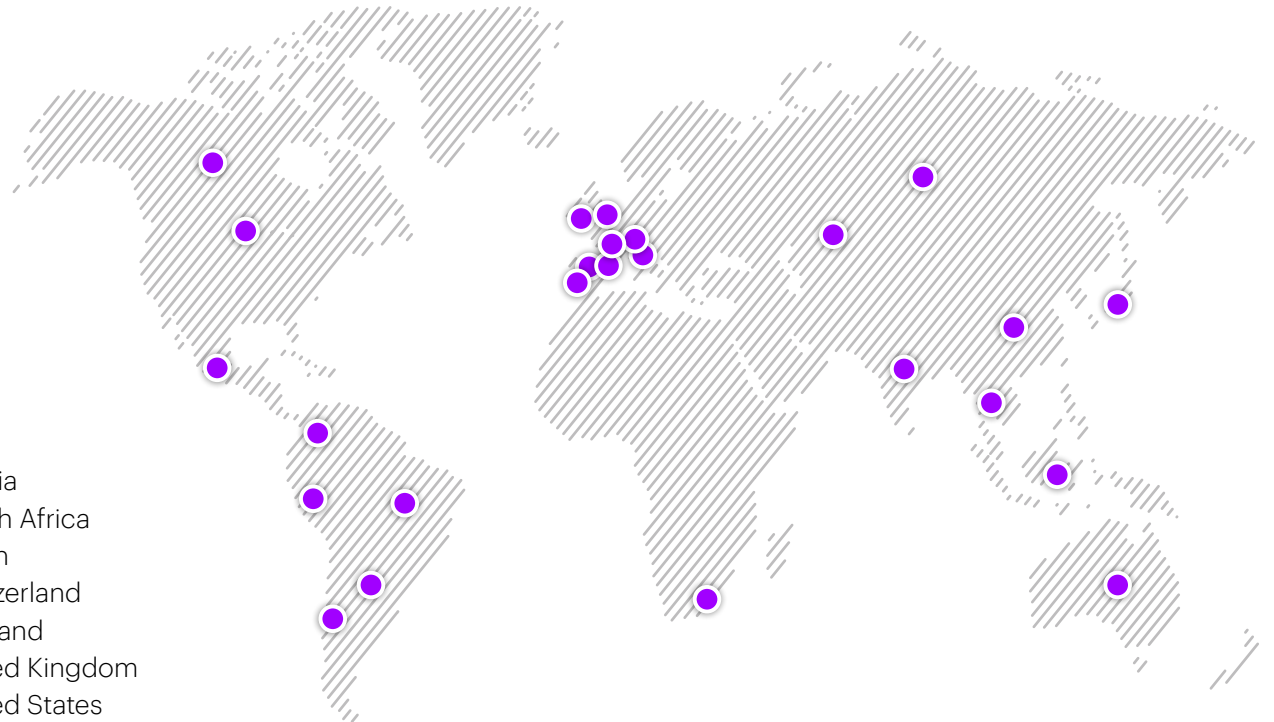 ia
h Africa
n
zerland
and
ed Kingdom
ed States